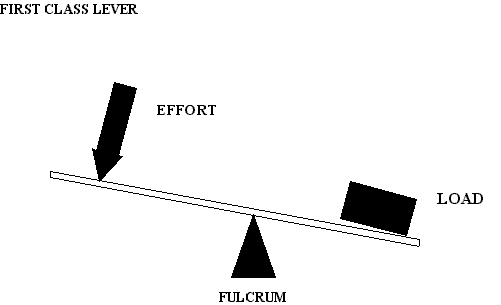 FIRST CLASS LEVER
EFFORT
LOAD
FULCRUM